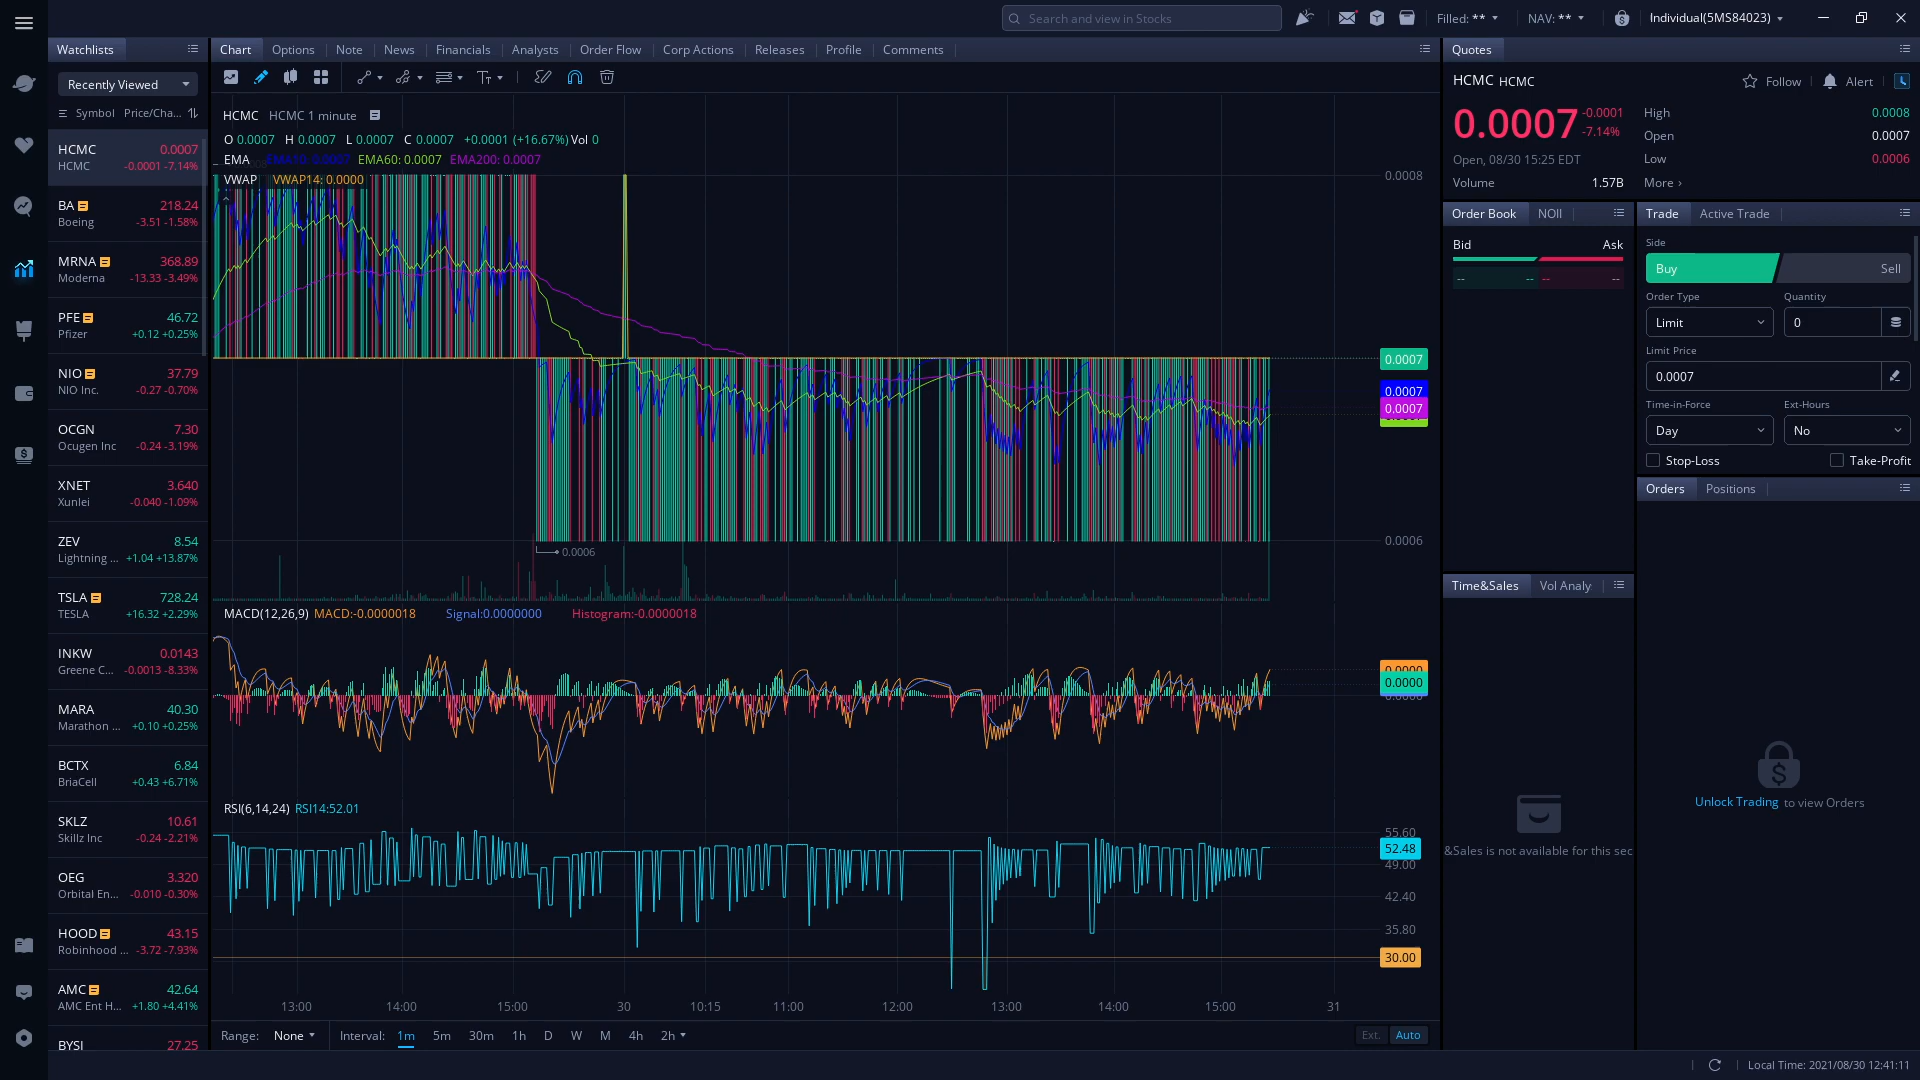 Search and view in Stocks
Filled: **
NAV: **
Individual(5MS84023)
Watchlists
Recently Viewed
Symbol Price/Cha...
HCMC 0.0007
HCMC -0.0001 -7.14%
BA 218.24
Boeing -3.51 -1.58%
MRNA 368.89
Moderna -13.33 -3.49%
PFE 46.72
Pfizer +0.12 +0.25%
NIO 37.79
NIO Inc. -0.27 -0.70%
OCGN 7.30
Ocugen Inc -0.24 -3.19%
XNET 3.640
Xunlei -0.040 -1.09%
ZEV 8.54
Lightning ... +1.04 +13.87%
TSLA 728.24
TESLA +16.32 +2.29%
INKW 0.0143
Greene C... -0.0013 -8.33%
MARA 40.30
Marathon ... +0.10 +0.25%
BCTX 6.84
BriaCell +0.43 +6.71%
SKLZ 10.61
Skillz Inc -0.24 -2.21%
OEG 3.320
Orbital En... -0.010 -0.30%
HOOD 43.15
Robinhood ... -3.72 -7.93%
AMC 42.64
AMC Ent H... +1.80 +4.41%
BYSI 27.25
Chart Options Note News Financials Analysts Order Flow Corp Actions Releases Profile Comments
HCMC HCMC 1 minute
O 0.0007 H 0.0007 L 0.0007 C 0.0007 +0.0001 (+16.67%) Vol 0
EMA EMA10: 0.0007 EMA60: 0.0007 EMA200: 0.0007
VWAP VWAP14: 0.0000
0.0008
0.0007
0.0007
0.0007
0.0006
0.0006
MACD(12,26,9) MACD:-0.0000018 Signal:0.0000000 Histogram:-0.0000018
0.0000
0.0000
RSI(6,14,24) RSI14:52.01
55.60
52.48
49.00
42.40
35.80
30.00
13:00 14:00 15:00 30 10:15 11:00 12:00 13:00 14:00 15:00 31
Range: None Interval: 1m 5m 30m 1h D W M 4h 2h
Ext. Auto
Quotes
HCMC HCMC
Follow Alert
0.0007 -0.0001
-7.14%
Open, 08/30 15:25 EDT
Volume 1.57B
High 0.0008
Open 0.0007
Low 0.0006
More ›
Order Book NOII
Bid Ask
-- -- -- --
Time&Sales Vol Analy
&Sales is not available for this sec
Trade Active Trade
Side
Buy Sell
Order Type Quantity
Limit 0
Limit Price
0.0007
Time-in-Force Ext-Hours
Day No
Stop-Loss Take-Profit
Orders Positions
Unlock Trading to view Orders
Local Time: 2021/08/30 12:41:11